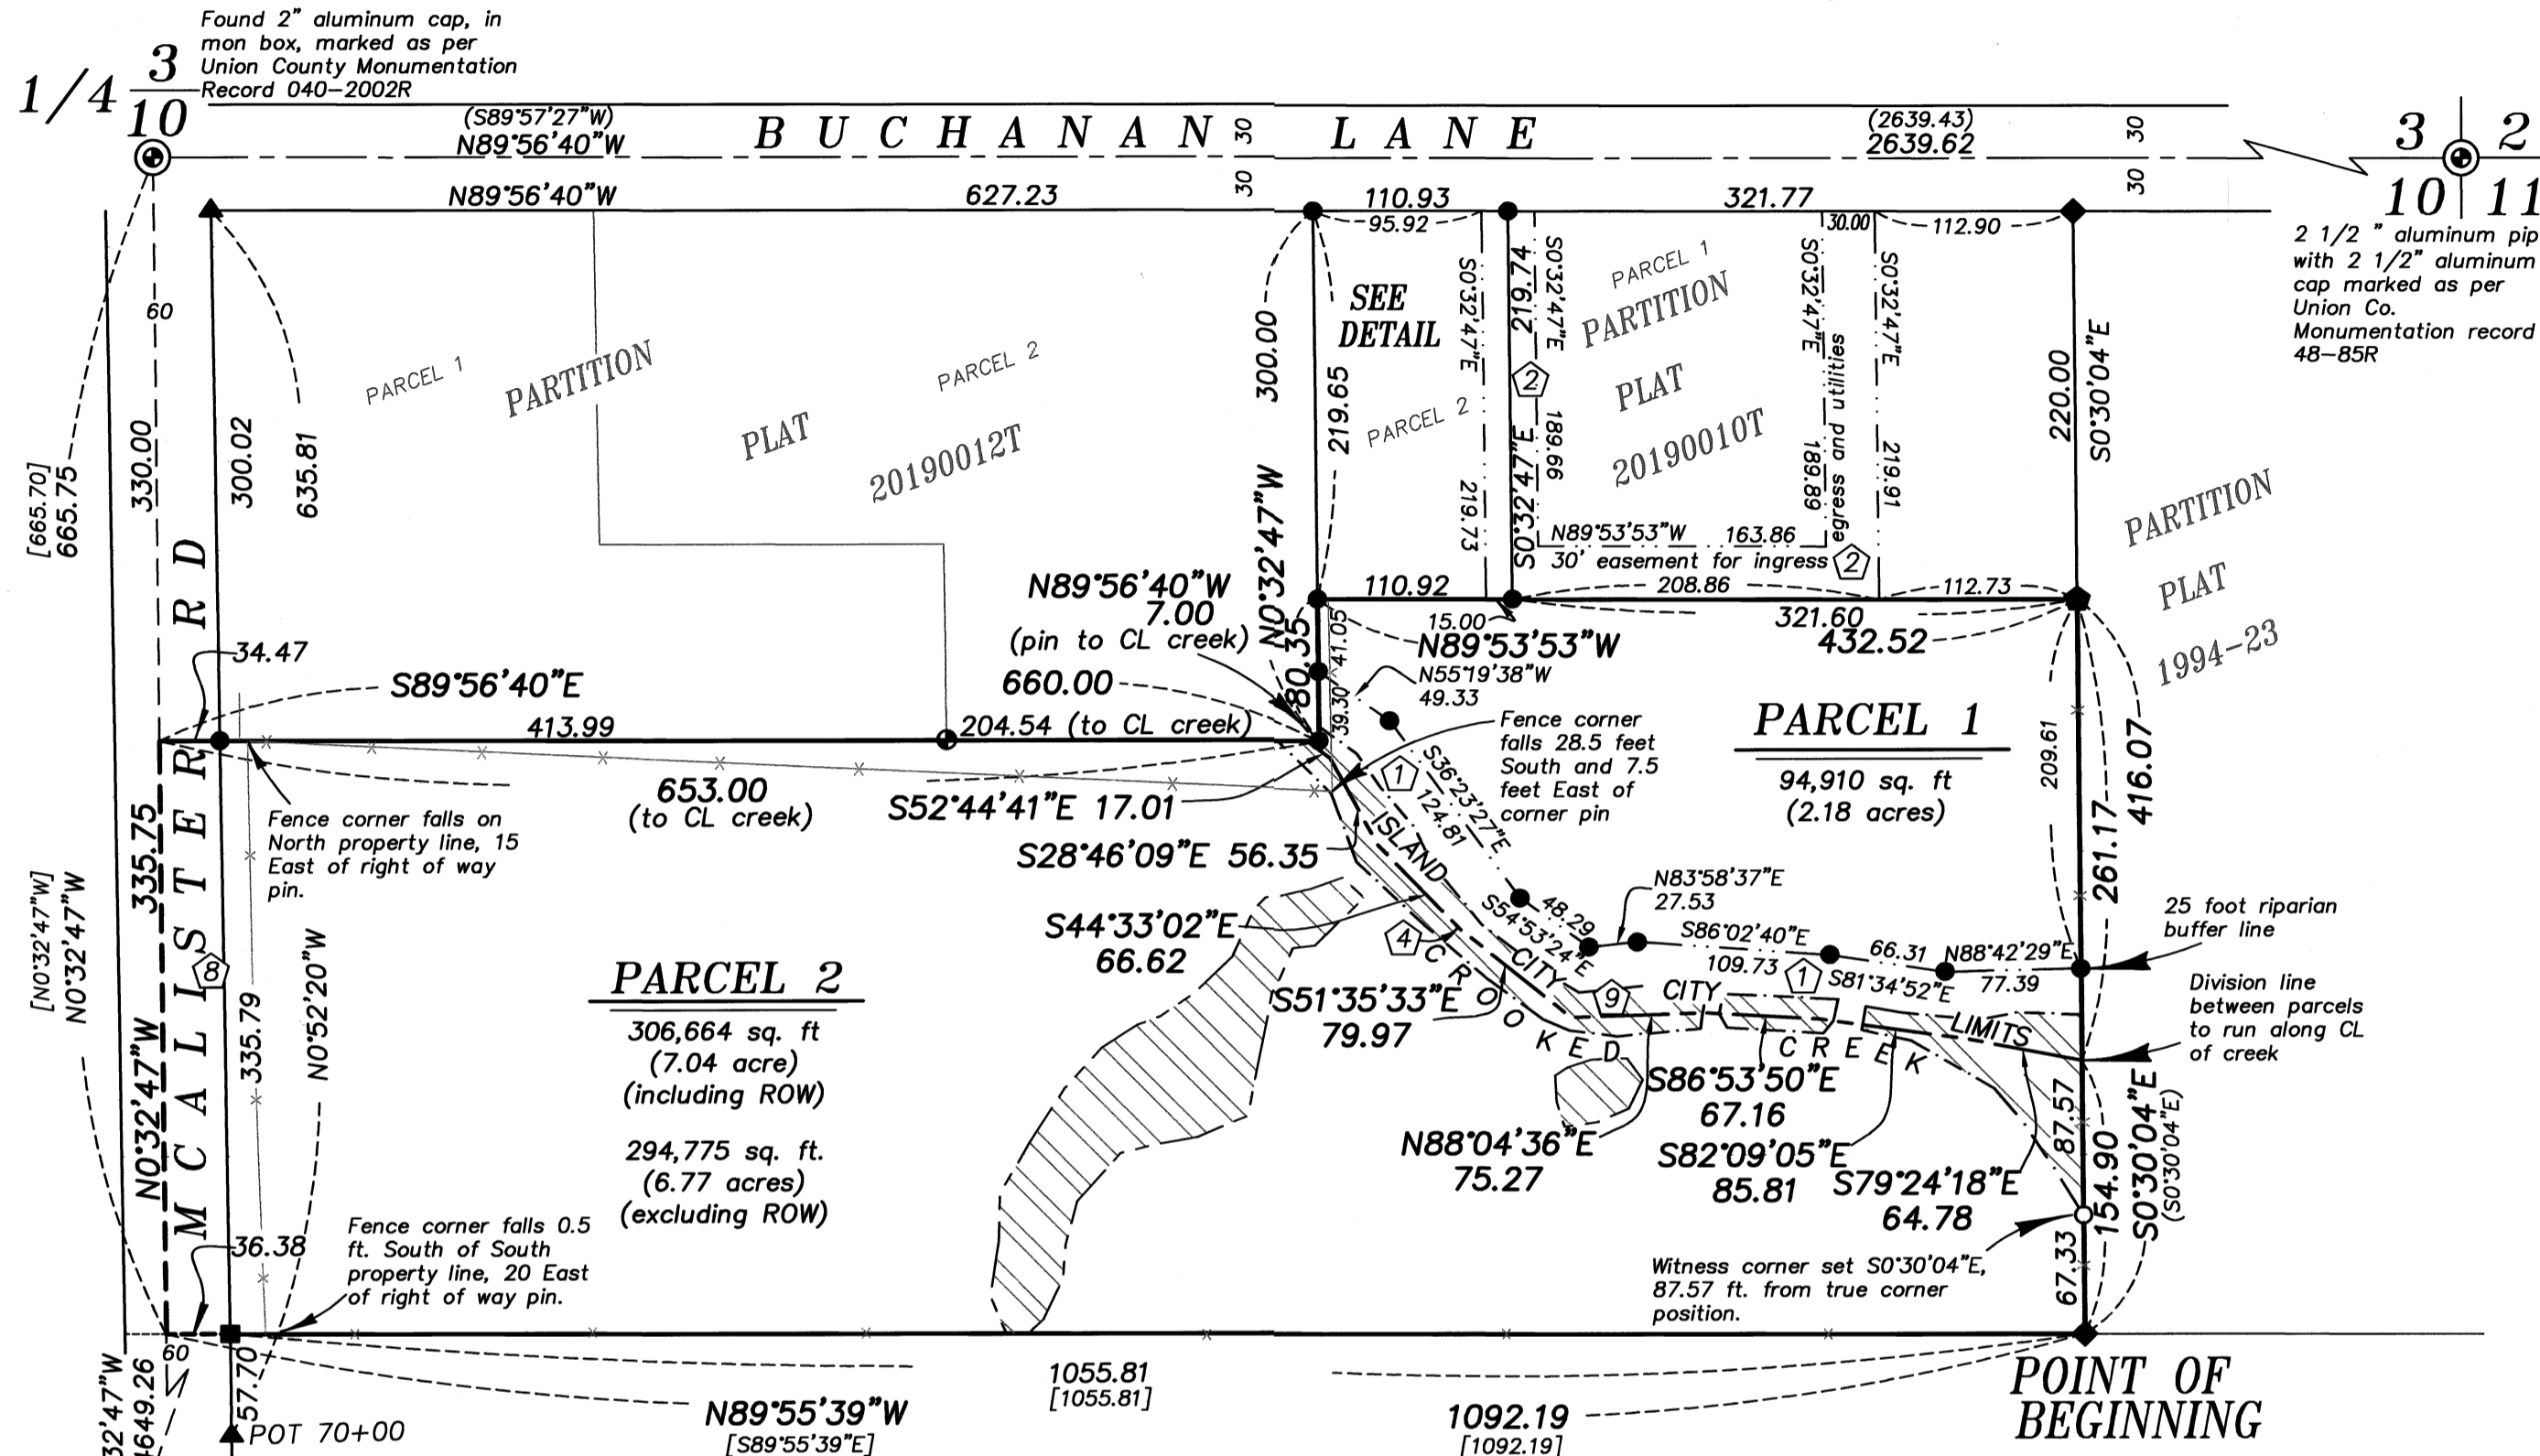 Found 2" aluminum cap, in
mon box, marked as per
Union County Monumentation
Record 040-2002R
1/4
3
10
(S89°57'27"W)
N89°56'40"W
BUCHANAN LANE
30
30
(2639.43)
2639.62
30
30
3 2
10 11
2 1/2 " aluminum pip
with 2 1/2" aluminum
cap marked as per
Union Co.
Monumentation record
48-85R
N89°56'40"W
627.23
110.93
95.92
321.77
30.00
112.90
60
[665.70]
665.75
330.00
300.02
635.81
PARCEL 1
PARTITION
PLAT
20190012T
PARCEL 2
300.00
219.65
N0°32'47"W
SEE
DETAIL
PARCEL 2
S0°32'47"E
219.73
219.74
S0°32'47"E
S0°32'47"E
2
189.66
PARCEL 1
PARTITION
PLAT
20190010T
S0°32'47"E
189.89
egress and utilitities
S0°32'47"E
219.91
N89°53'53"W 163.86
30' easement for ingress
2
220.00
S0°30'04"E
PARTITION
PLAT
1994-23
110.92
15.00
208.86
112.73
321.60
432.52
N89°53'53"W
N89°56'40"W
7.00
(pin to CL creek)
660.00
80.35
41.05
39.30'
N55°19'38"W
49.33
34.47
S89°56'40"E
413.99
204.54 (to CL creek)
653.00
(to CL creek)
Fence corner falls on
North property line, 15
East of right of way
pin.
Fence corner
falls 28.5 feet
South and 7.5
feet East of
corner pin
PARCEL 1
94,910 sq. ft
(2.18 acres)
209.61
416.07
261.17
S52°44'41"E 17.01
S28°46'09"E 56.35
S44°33'02"E
66.62
S51°35'33"E
79.97
1
S36°23'27"E
124.81
ISLAND CITY
CITY LIMITS
4
CROOKED CREEK
48.29
S54°53'24"E
N83°58'37"E
27.53
S86°02'40"E
109.73
1
66.31
S81°34'52"E
N88°42'29"E
77.39
9
25 foot riparian
buffer line
Division line
between parcels
to run along CL
of creek
N88°04'36"E
75.27
S86°53'50"E
67.16
S82°09'05"E
85.81
S79°24'18"E
64.78
87.57
154.90
S0°30'04"E
(S0°30'04"E)
67.33
Witness corner set S0°30'04"E,
87.57 ft. from true corner
position.
335.75
N0°32'47"W
[N0°32'47"W]
N0°32'47"W
MCALLSTER RD
8
335.79
N0°52'20"W
PARCEL 2
306,664 sq. ft
(7.04 acre)
(including ROW)
294,775 sq. ft.
(6.77 acres)
(excluding ROW)
36.38
Fence corner falls 0.5
ft. South of South
property line, 20 East
of right of way pin.
60
32'47"W
4649.26
57.70
POT 70+00
1055.81
[1055.81]
N89°55'39"W
[S89°55'39"E]
1092.19
[1092.19]
POINT OF
BEGINNING